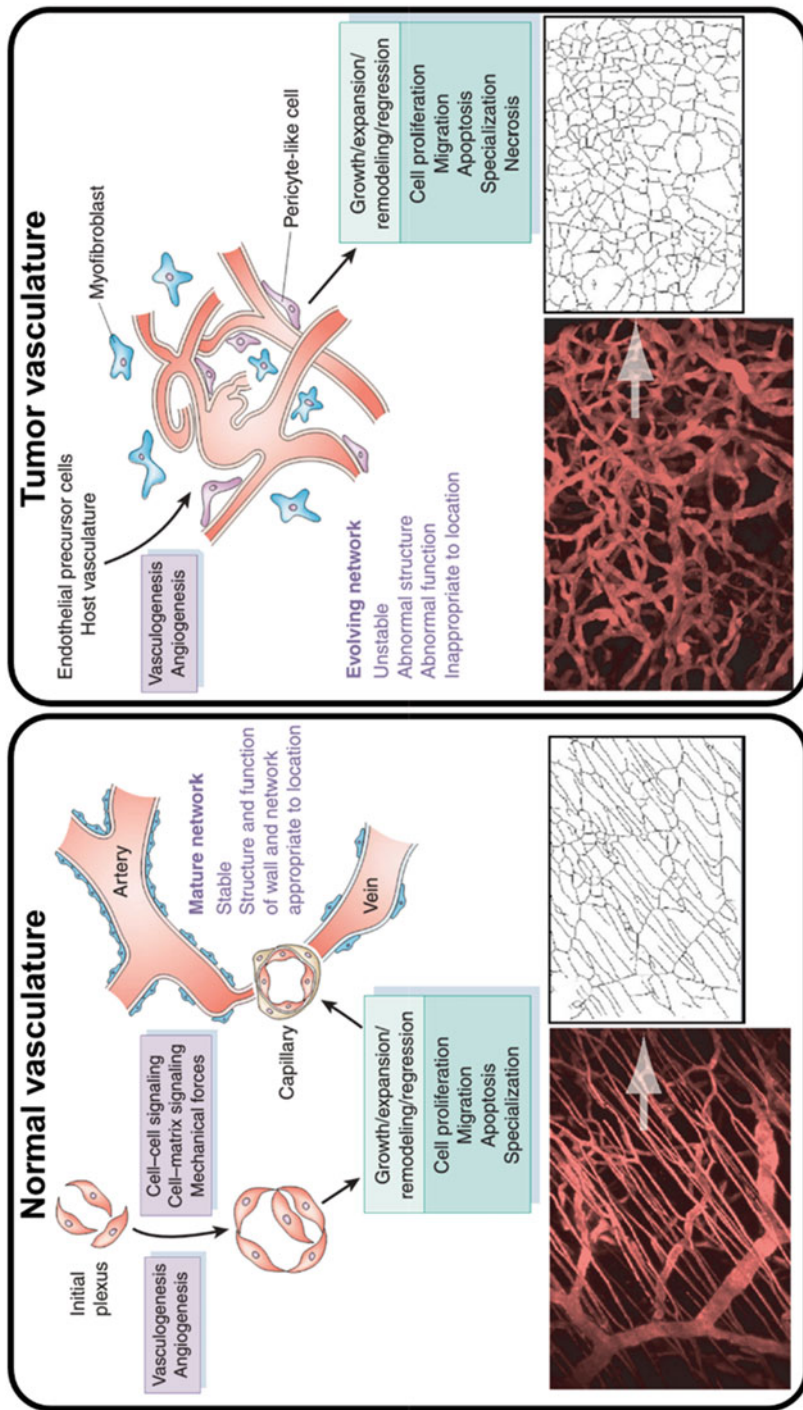 Normal vasculature
Initial
plexus
Vasculogenesis
Angiogenesis
Cell–cell signaling
Cell–matrix signaling
Mechanical forces
Artery
Mature network
Stable
Structure and function
of wall and network
appropriate to location
Capillary
Vein
Growth/expansion/
remodeling/regression
Cell proliferation
Migration
Apoptosis
Specialization
Tumor vasculature
Endothelial precursor cells
Host vasculature
Vasculogenesis
Angiogenesis
Myofibroblast
Pericyte-like cell
Evolving network
Unstable
Abnormal structure
Abnormal function
Inappropriate to location
Growth/expansion/
remodeling/regression
Cell proliferation
Migration
Apoptosis
Specialization
Necrosis